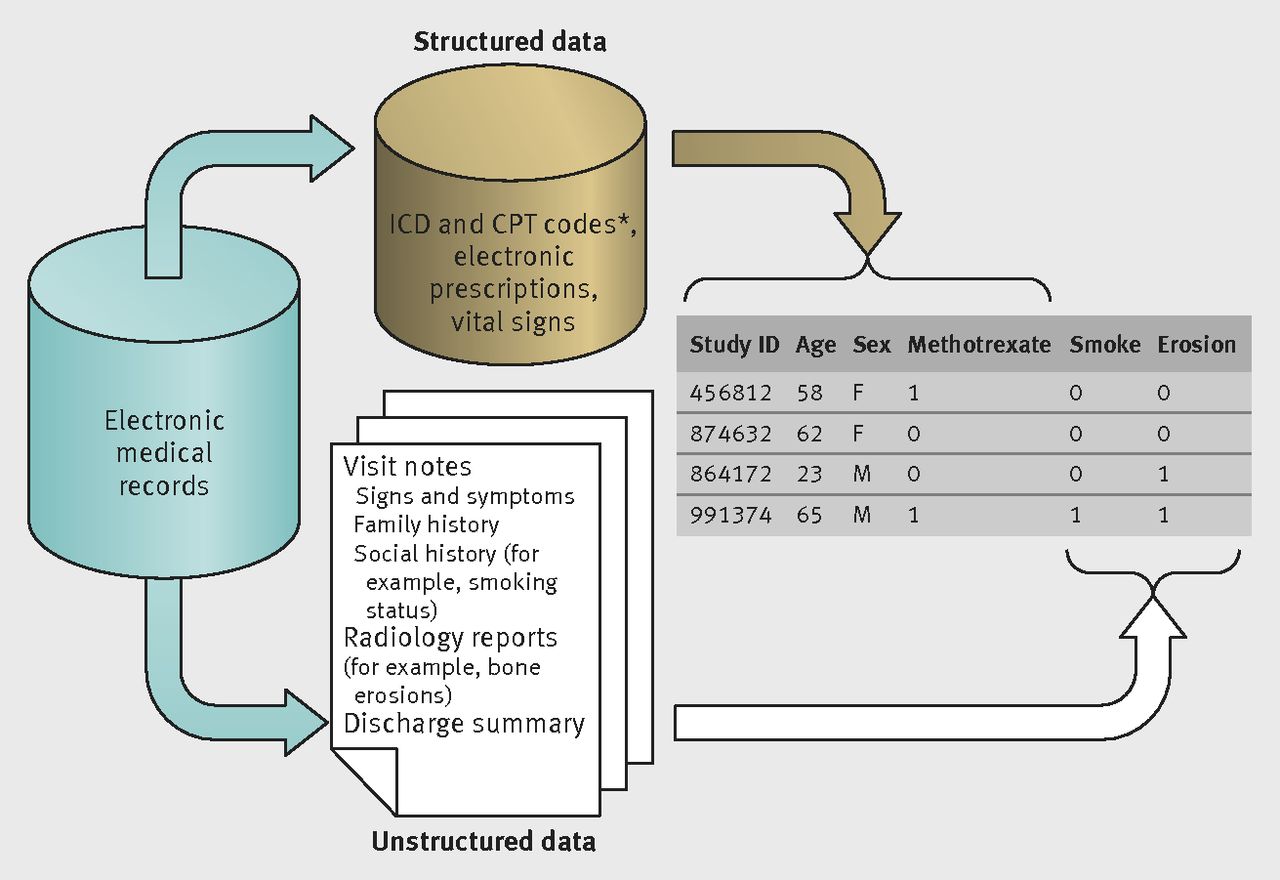 Structured data
ICD and CPT codes*,
electronic
prescriptions,
vital signs
Electronic
medical
records
Visit notes
Signs and symptoms
Family history
Social history (for
example, smoking
status)
Radiology reports
(for example, bone
erosions)
Discharge summary
Unstructured data
Study ID Age Sex Methotrexate Smoke Erosion
456812 58 F 1 0 0
874632 62 F 0 0 0
864172 23 M 0 0 1
991374 65 M 1 1 1